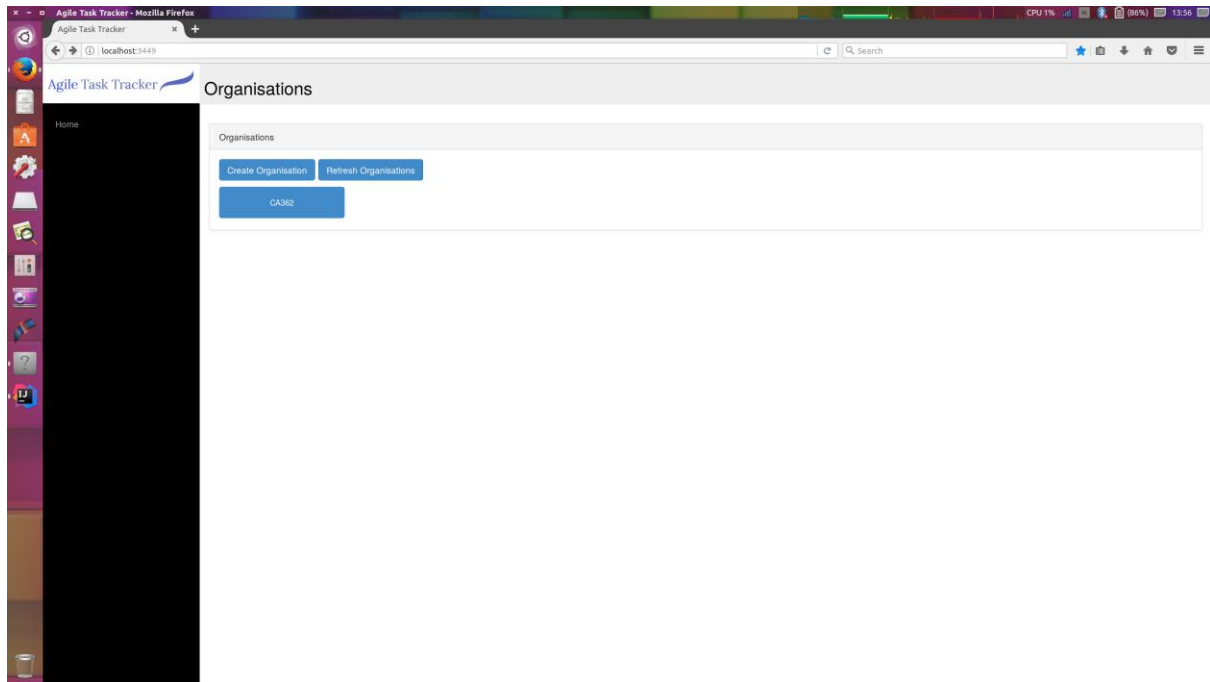 Agile Task Tracker - Mozilla Firefox
CPU 1% (86%) 13:56
Agile Task Tracker
localhost:3449
Search
Agile Task Tracker
Organisations
Home
Organisations
Create Organisation Refresh Organisations
CA362